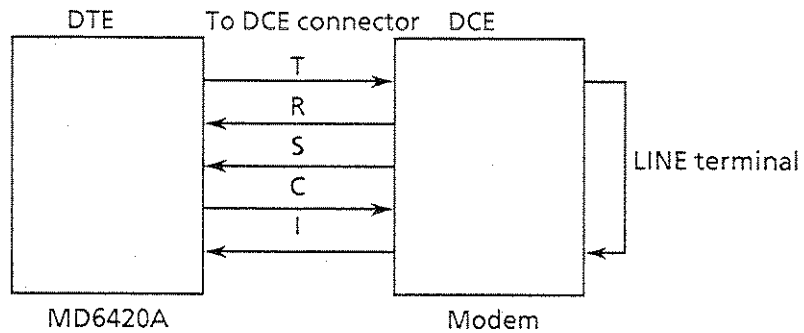 DTE To DCE connector DCE
T
R
S
C
I
LINE terminal
MD6420A Modem